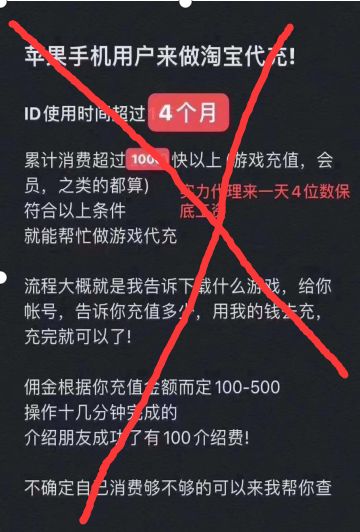 苹果手机用户来做淘宝代充!
ID使用时间超过 4个月
累计消费超过 1000 快以上(游戏充值，会
员，之类的都算)
实力代理来一天4位数保
底工资
符合以上条件
就能帮忙做游戏代充
流程大概就是我告诉下载什么游戏，给你
帐号，告诉你充值多少，用我的钱去充，
充完就可以了!
佣金根据你充值金额而定100-500
操作十几分钟完成的
介绍朋友成功了有100介绍费!
不确定自己消费够不够的可以来我帮你查